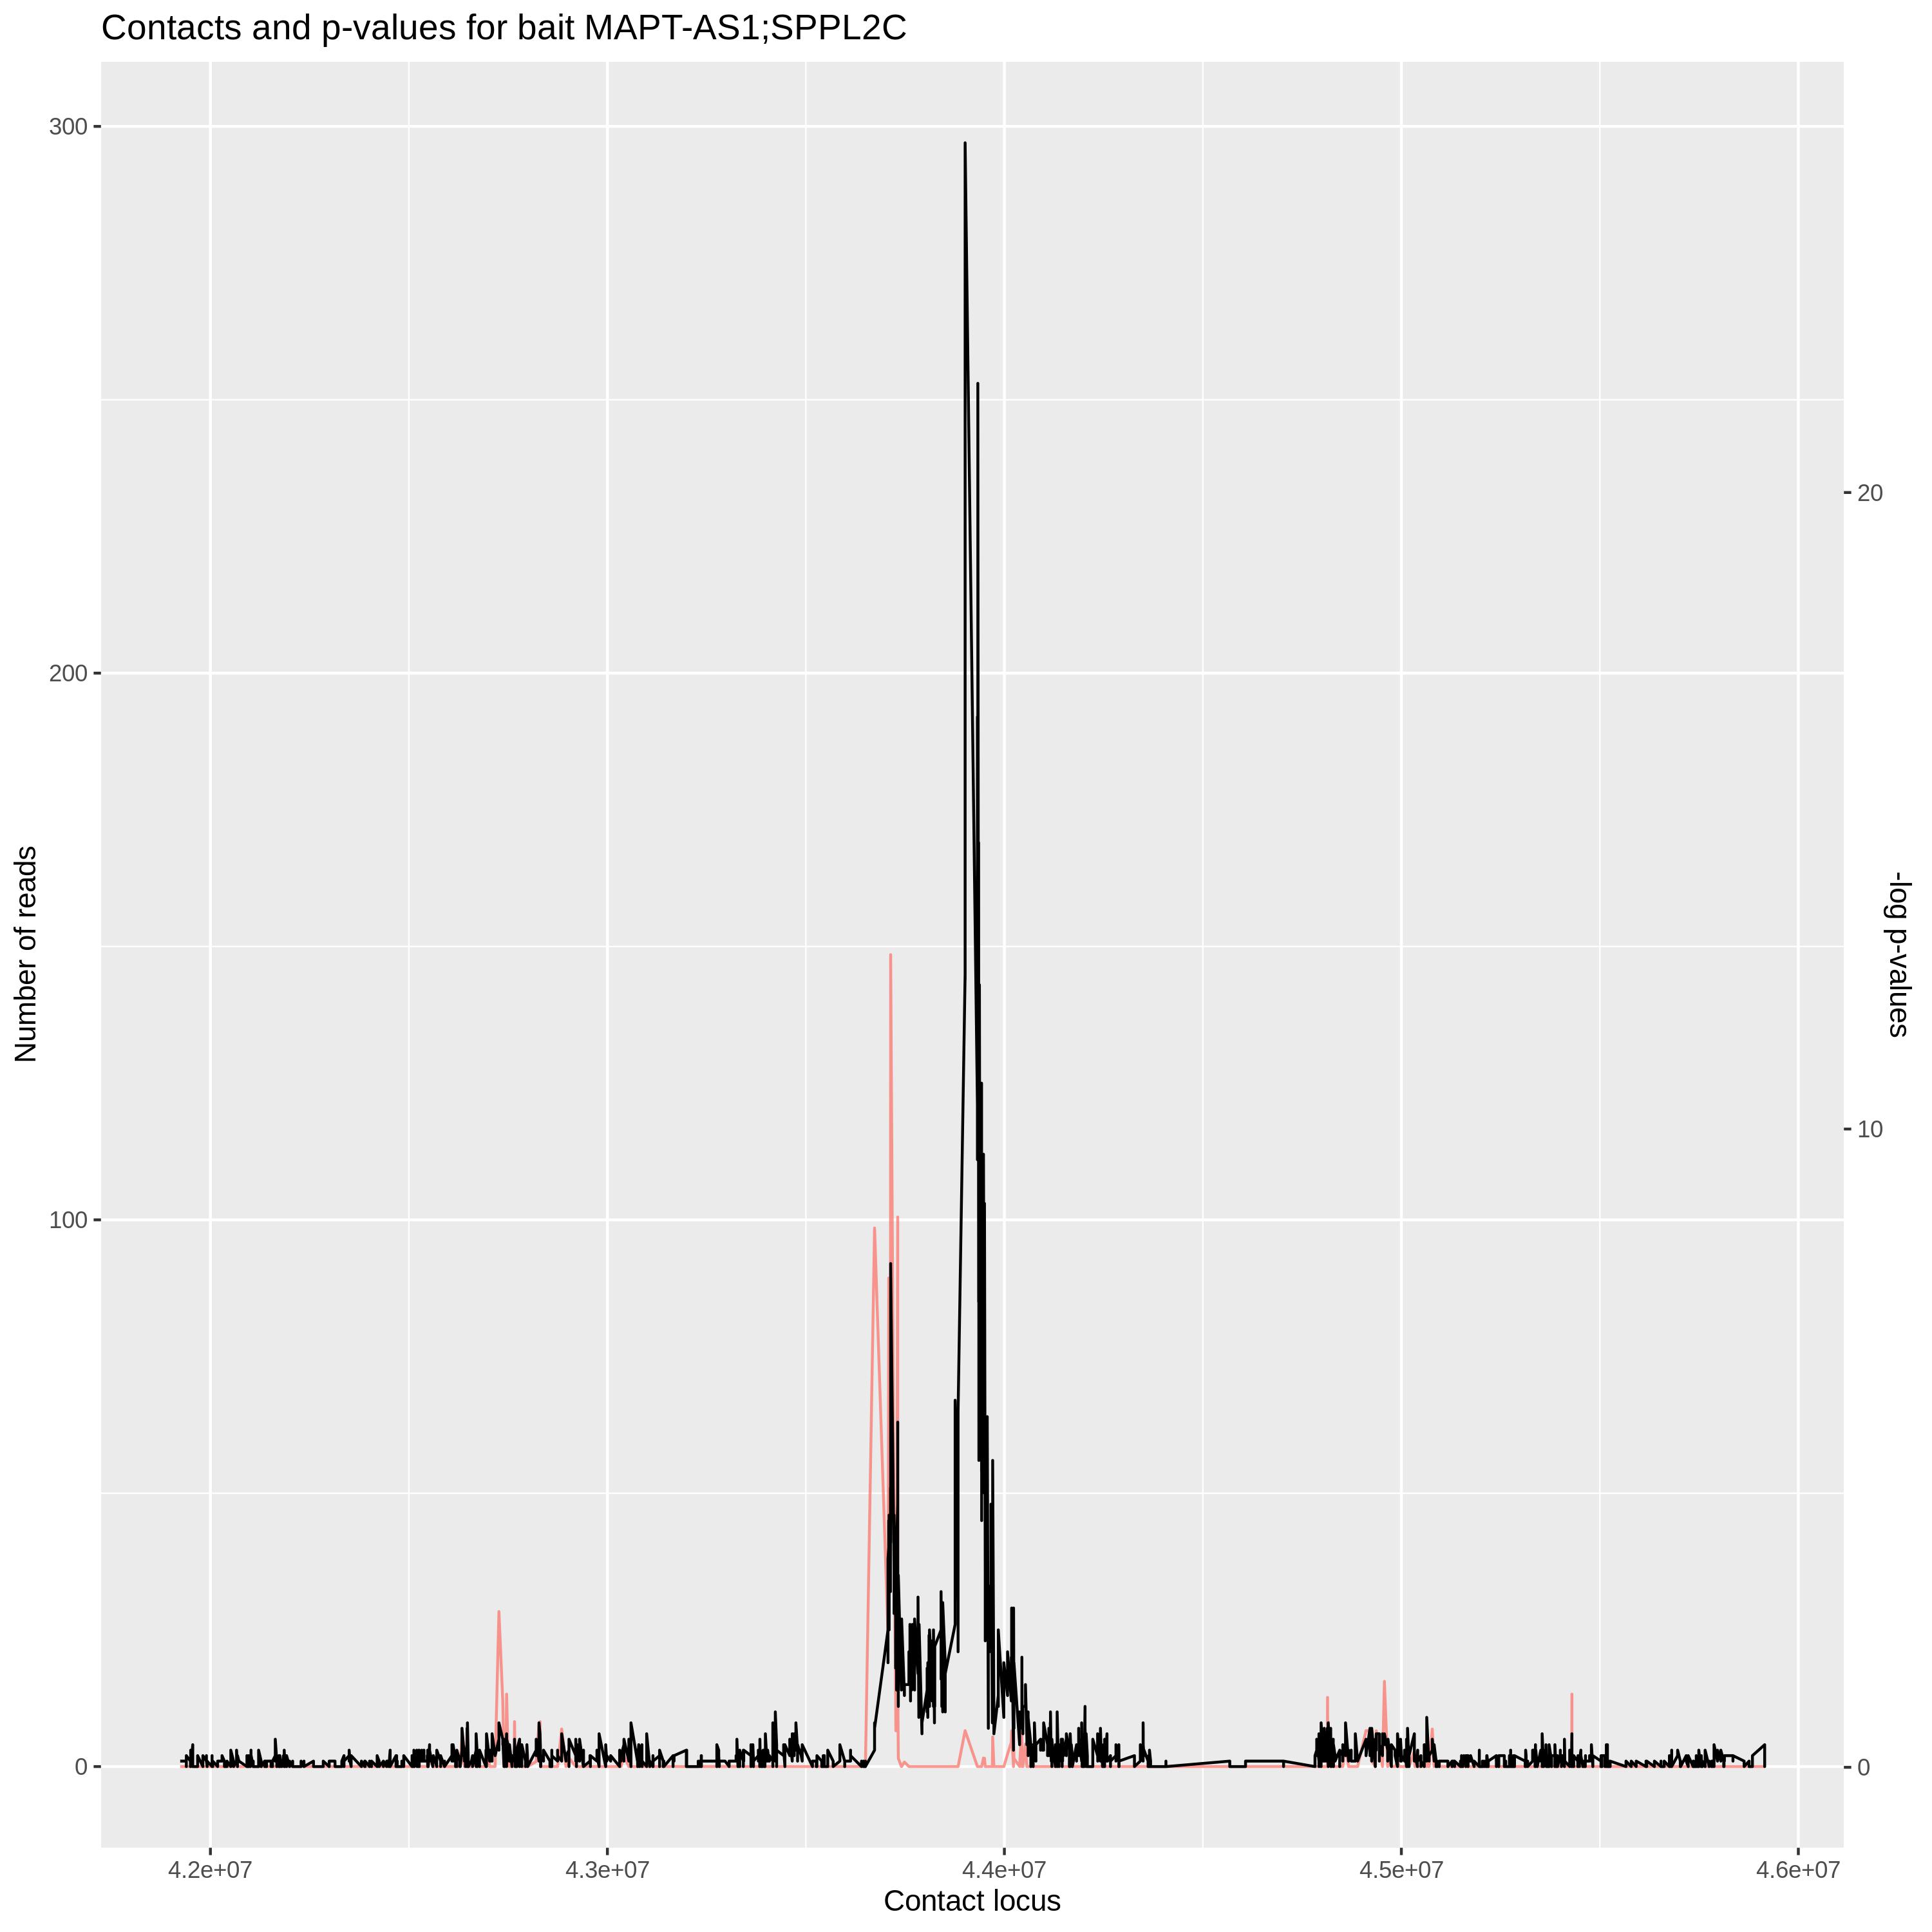 Contacts and p-values for bait MAPT-AS1;SPPL2C
300
200
100
0
Number of reads
20
10
0
-log p-values
4.2e+07 4.3e+07 4.4e+07 4.5e+07 4.6e+07
Contact locus